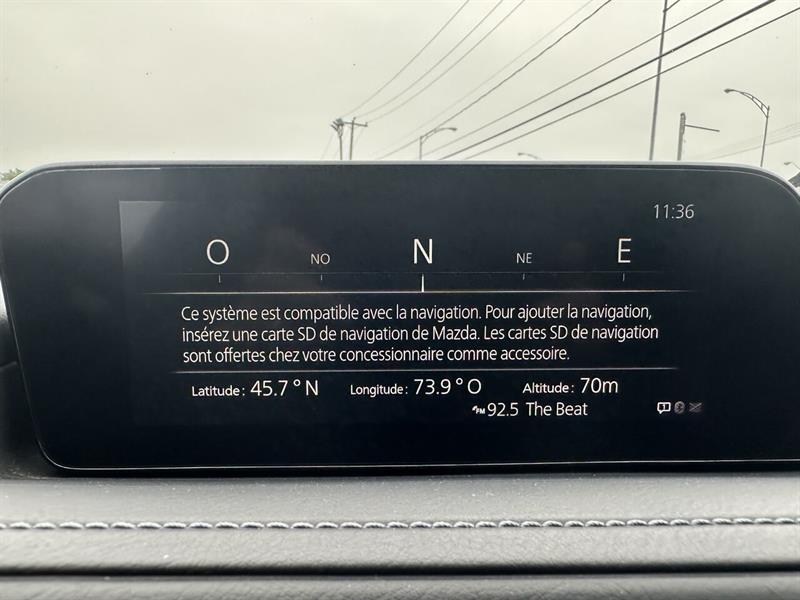 11:36
O NO N NE E
Ce système est compatible avec la navigation. Pour ajouter la navigation,
insérez une carte SD de navigation de Mazda. Les cartes SD de navigation
sont offertes chez votre concessionnaire comme accessoire.
Latitude: 45.7 ° N Longitude: 73.9 ° O Altitude: 70m
FM 92.5 The Beat